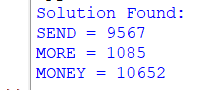 Solution Found:
SEND = 9567
MORE = 1085
MONEY = 10652